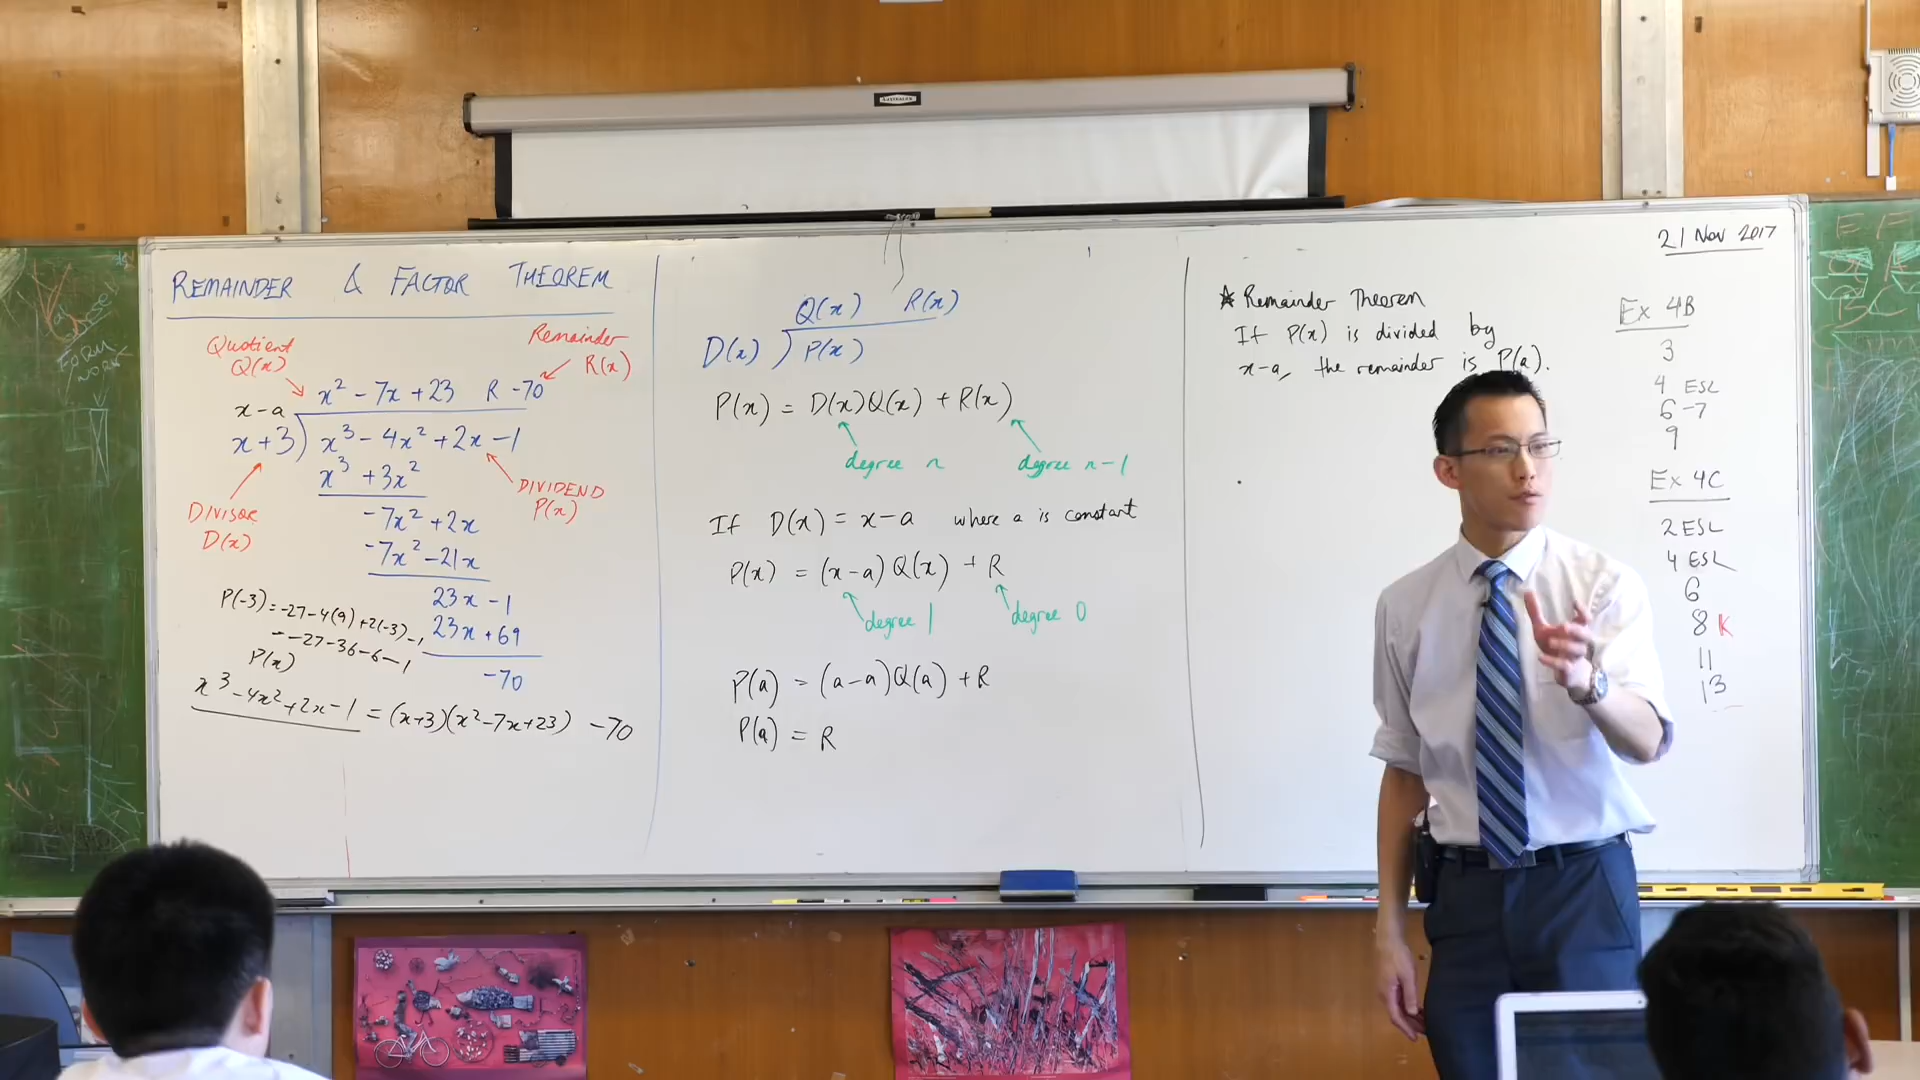 REMAINDER & FACTOR THEOREM
Quotient
Q(x)
Remainder
R(x)
x² - 7x + 23 R -70
x - a
x + 3 ) x³ - 4x² + 2x - 1
x³ + 3x²
DIVISOR
D(x)
DIVIDEND
P(x)
-7x² + 2x
-7x² - 21x
23x - 1
23x + 69
-70
P(-3) = -27 - 4(9) + 2(-3) - 1
= -27 - 36 - 6 - 1
P(x)
x³ - 4x² + 2x - 1 = (x+3)(x² - 7x + 23) - 70
Q(x) R(x)
D(x) ) P(x)
P(x) = D(x)Q(x) + R(x)
degree n
degree n-1
If D(x) = x - a where a is constant
P(x) = (x-a)Q(x) + R
degree 1
degree 0
P(a) = (a-a)Q(a) + R
P(a) = R
* Remainder Theorem
If P(x) is divided by
x-a, the remainder is P(a).
21 Nov 2017
Ex 4B
3
4 ESL
6-7
9
Ex 4C
2 ESL
4 ESL
6
8 K
11
13